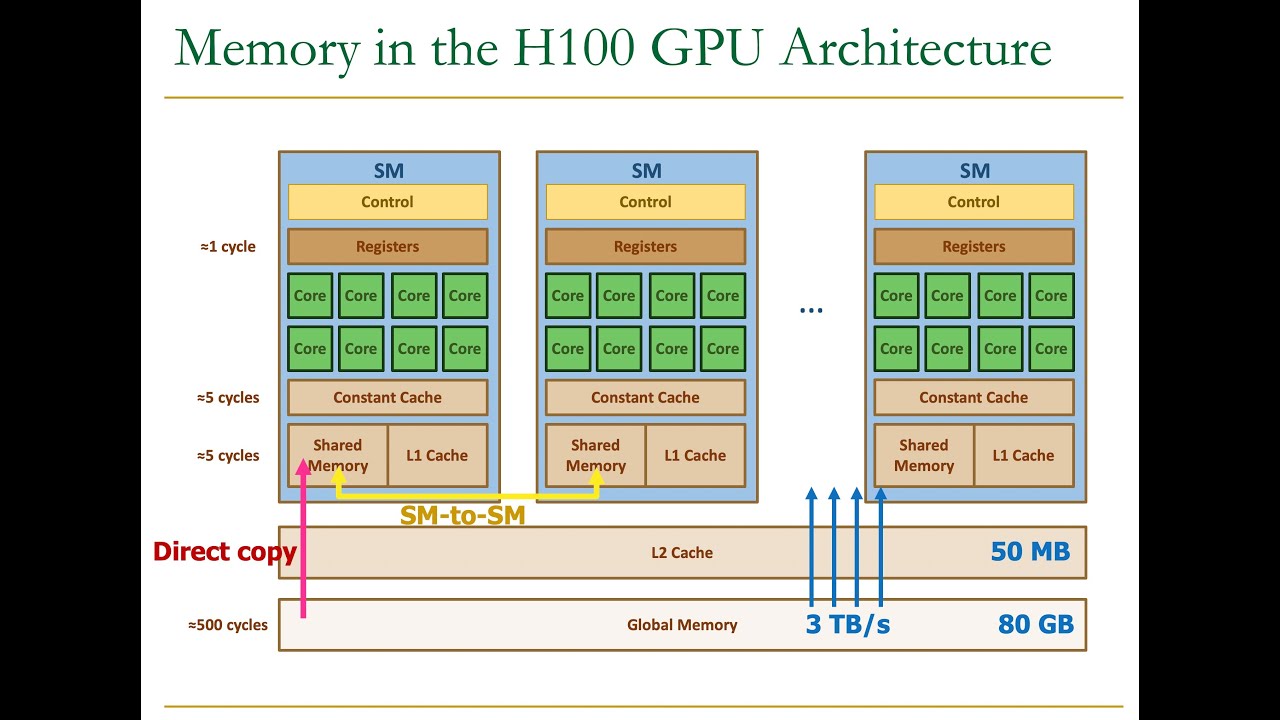 Memory in the H100 GPU Architecture
SM SM SM
Control Control Control
≈1 cycle Registers Registers Registers
Core Core Core Core Core Core Core Core Core Core Core Core
...
Core Core Core Core Core Core Core Core Core Core Core Core
≈5 cycles Constant Cache Constant Cache Constant Cache
≈5 cycles Shared Memory L1 Cache Shared Memory L1 Cache Shared Memory L1 Cache
SM-to-SM
Direct copy L2 Cache 50 MB
≈500 cycles Global Memory 3 TB/s 80 GB